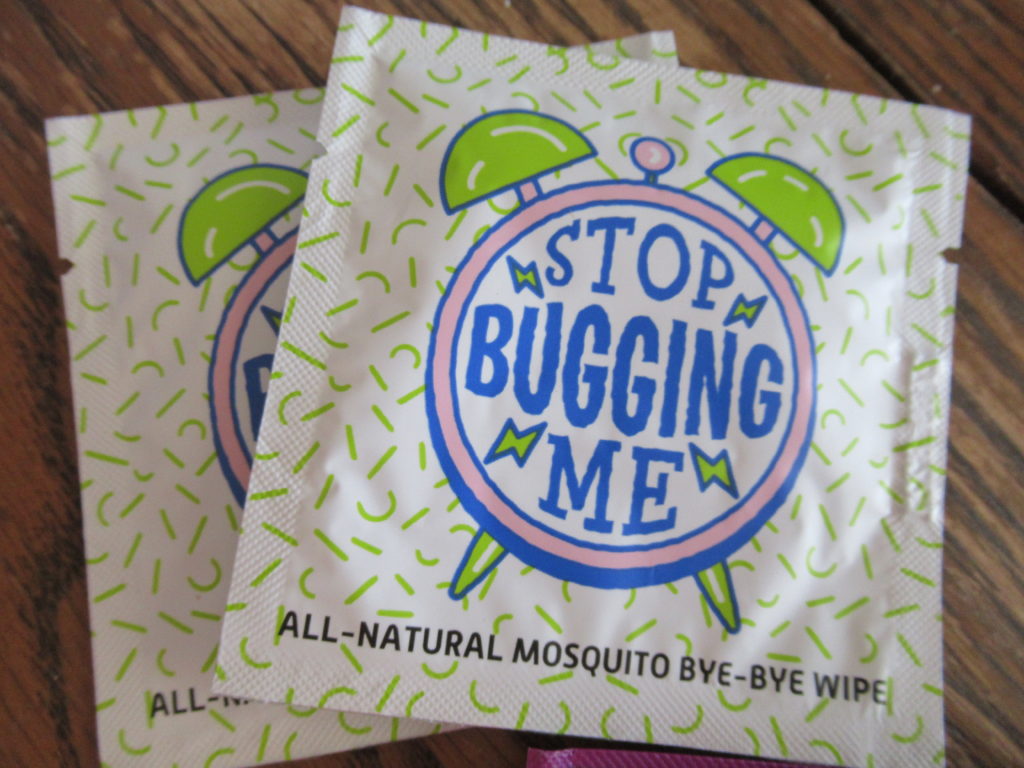 STOP
BUGGING
ME
ALL-NATURAL MOSQUITO BYE-BYE WIPE
ALL-N